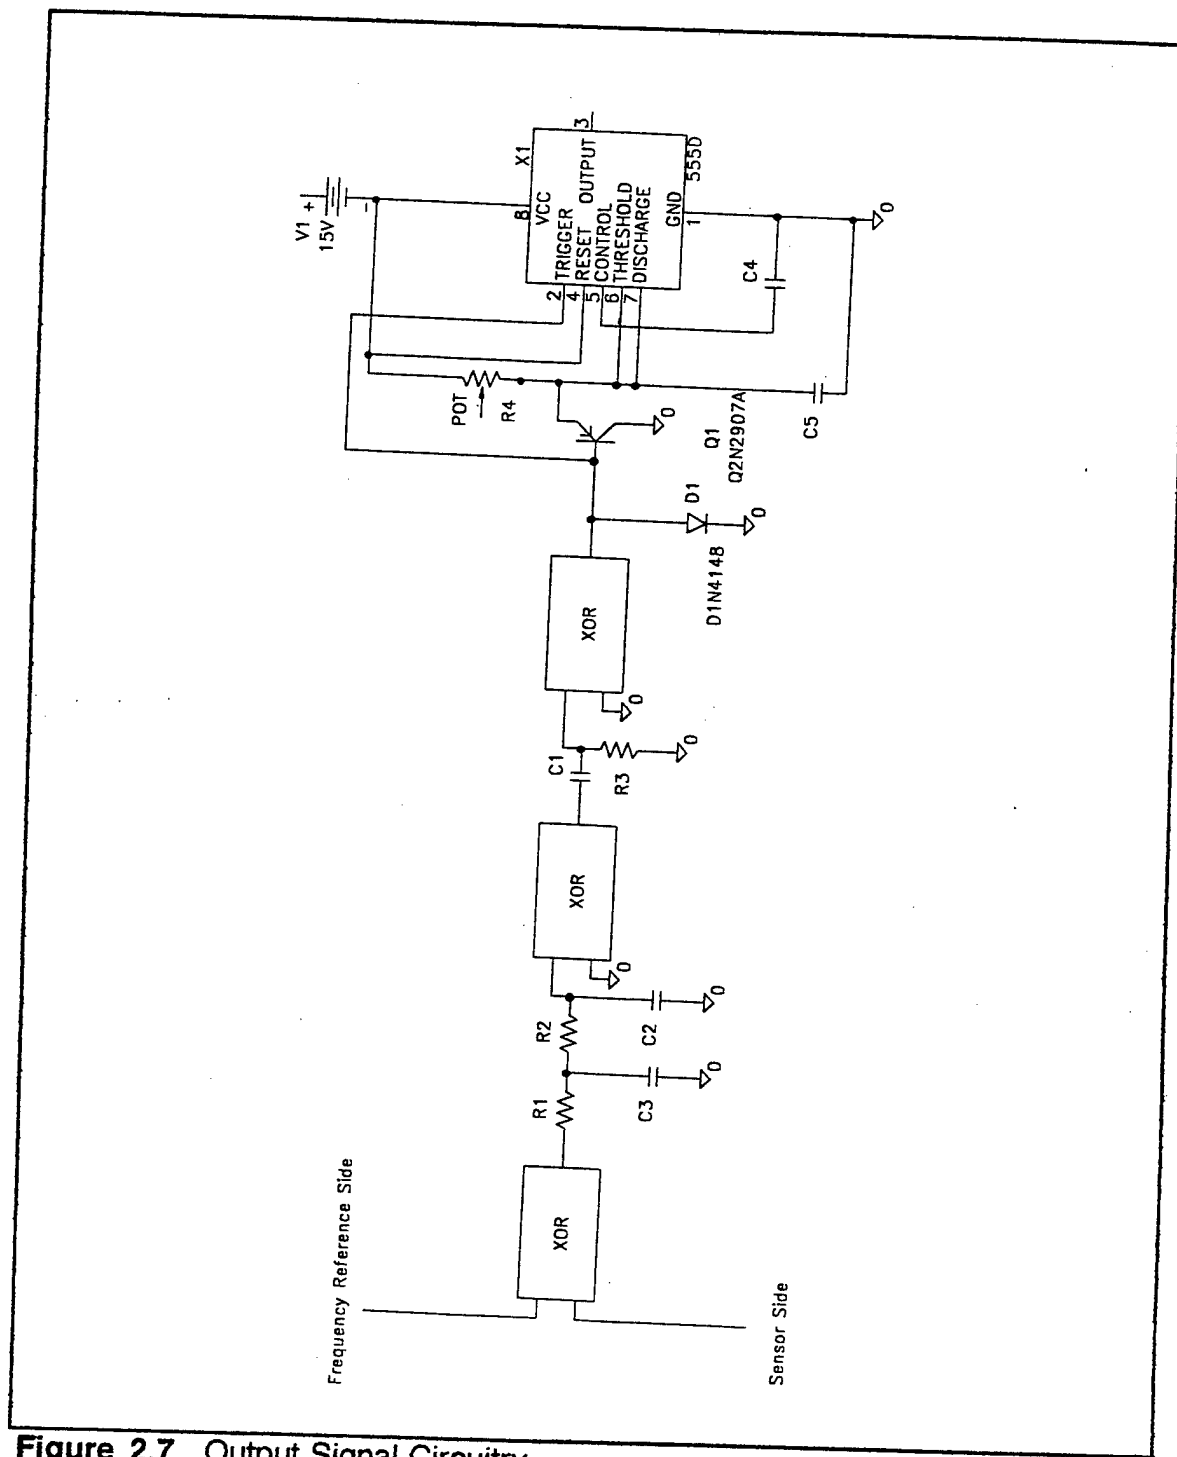 V1
+
15V
-
X1
8
VCC
3
OUTPUT
2
TRIGGER
4
RESET
5
CONTROL
6
THRESHOLD
7
DISCHARGE
GND
1
555D
0
C4
C5
POT
R4
0
Q1
Q2N2907A
D1
0
D1N4148
XOR
0
C1
R3
0
XOR
0
R2
C2
0
R1
C3
0
XOR
Frequency Reference Side
Sensor Side
Figure 2.7 Output Signal Circuitry